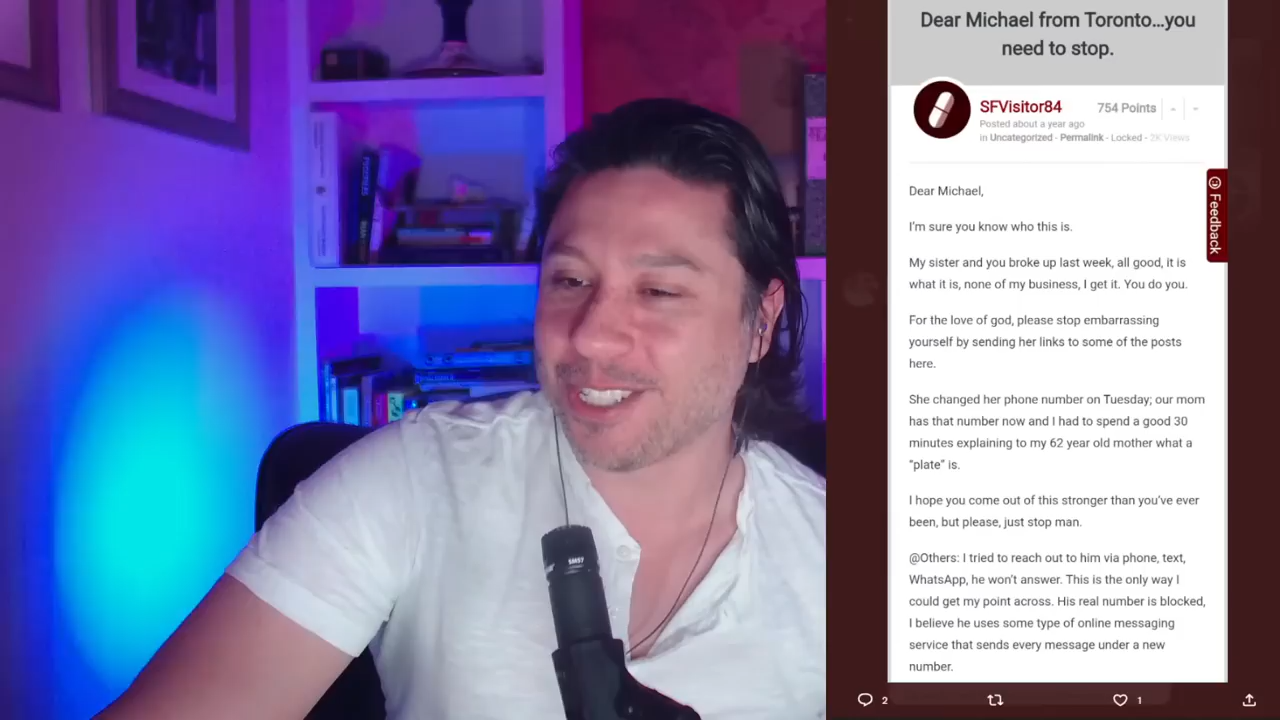 Dear Michael from Toronto...you
need to stop.
SFVisitor84
754 Points
Posted about a year ago
in Uncategorized - Permalink - Locked - 2K Views
Dear Michael,
I'm sure you know who this is.
My sister and you broke up last week, all good, it is
what it is, none of my business, I get it. You do you.
For the love of god, please stop embarrassing
yourself by sending her links to some of the posts
here.
She changed her phone number on Tuesday; our mom
has that number now and I had to spend a good 30
minutes explaining to my 62 year old mother what a
“plate” is.
I hope you come out of this stronger than you've ever
been, but please, just stop man.
@Others: I tried to reach out to him via phone, text,
WhatsApp, he won't answer. This is the only way I
could get my point across. His real number is blocked,
I believe he uses some type of online messaging
service that sends every message under a new
number.
Feedback
2
1
SM57